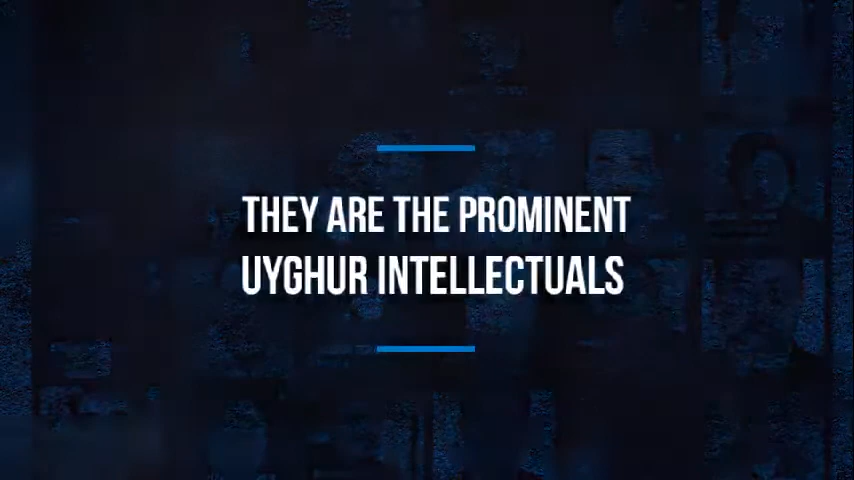 THEY ARE THE PROMINENT
UYGHUR INTELLECTUALS